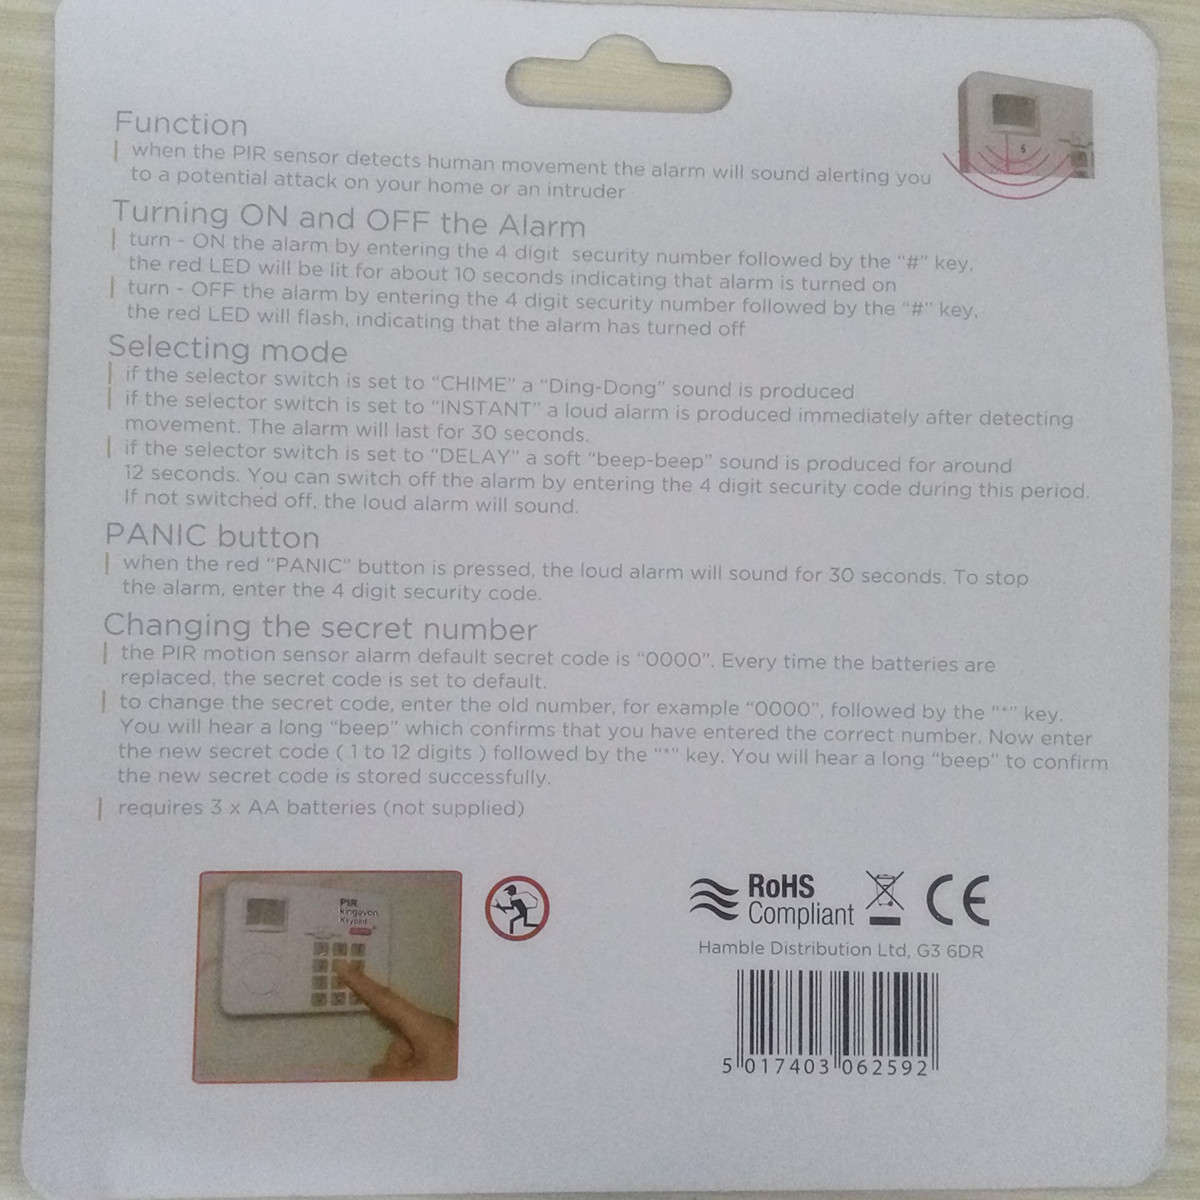 Function
when the PIR sensor detects human movement the alarm will sound alerting you
to a potential attack on your home or an intruder
Turning ON and OFF the Alarm
turn - ON the alarm by entering the 4 digit security number followed by the "#" key,
the red LED will be lit for about 10 seconds indicating that alarm is turned on
turn - OFF the alarm by entering the 4 digit security number followed by the "#" key,
the red LED will flash, indicating that the alarm has turned off
Selecting mode
if the selector switch is set to "CHIME" a "Ding-Dong" sound is produced
if the selector switch is set to "INSTANT" a loud alarm is produced immediately after detecting
movement. The alarm will last for 30 seconds.
if the selector switch is set to "DELAY" a soft "beep-beep" sound is produced for around
12 seconds. You can switch off the alarm by entering the 4 digit security code during this period.
If not switched off, the loud alarm will sound.
PANIC button
when the red "PANIC" button is pressed, the loud alarm will sound for 30 seconds. To stop
the alarm, enter the 4 digit security code.
Changing the secret number
the PIR motion sensor alarm default secret code is "0000". Every time the batteries are
replaced, the secret code is set to default.
to change the secret code, enter the old number, for example "0000", followed by the "*" key.
You will hear a long "beep" which confirms that you have entered the correct number. Now enter
the new secret code ( 1 to 12 digits ) followed by the "*" key. You will hear a long "beep" to confirm
the new secret code is stored successfully.
requires 3 x AA batteries (not supplied)
PIR
kingavon
RoHS
Compliant
CE
Hamble Distribution Ltd, G3 6DR
5 017403 062592